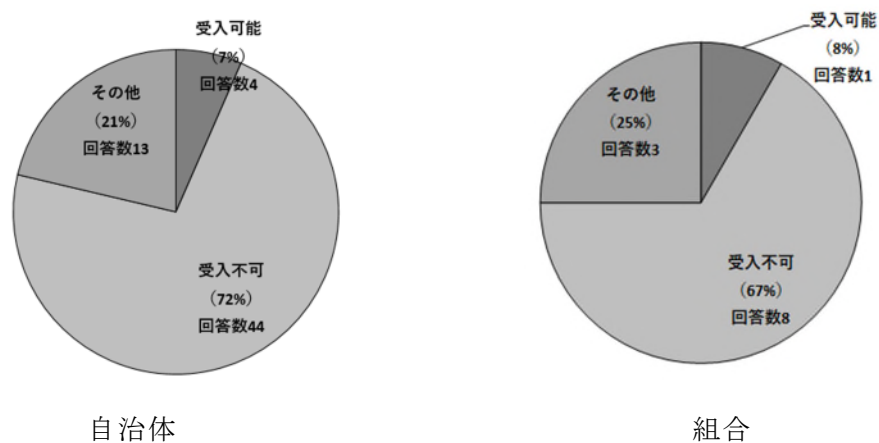 受入可能
（7%）
回答数4
その他
（21%）
回答数13
受入不可
（72%）
回答数44
自治体
受入可能
（8%）
回答数1
その他
（25%）
回答数3
受入不可
（67%）
回答数8
組合